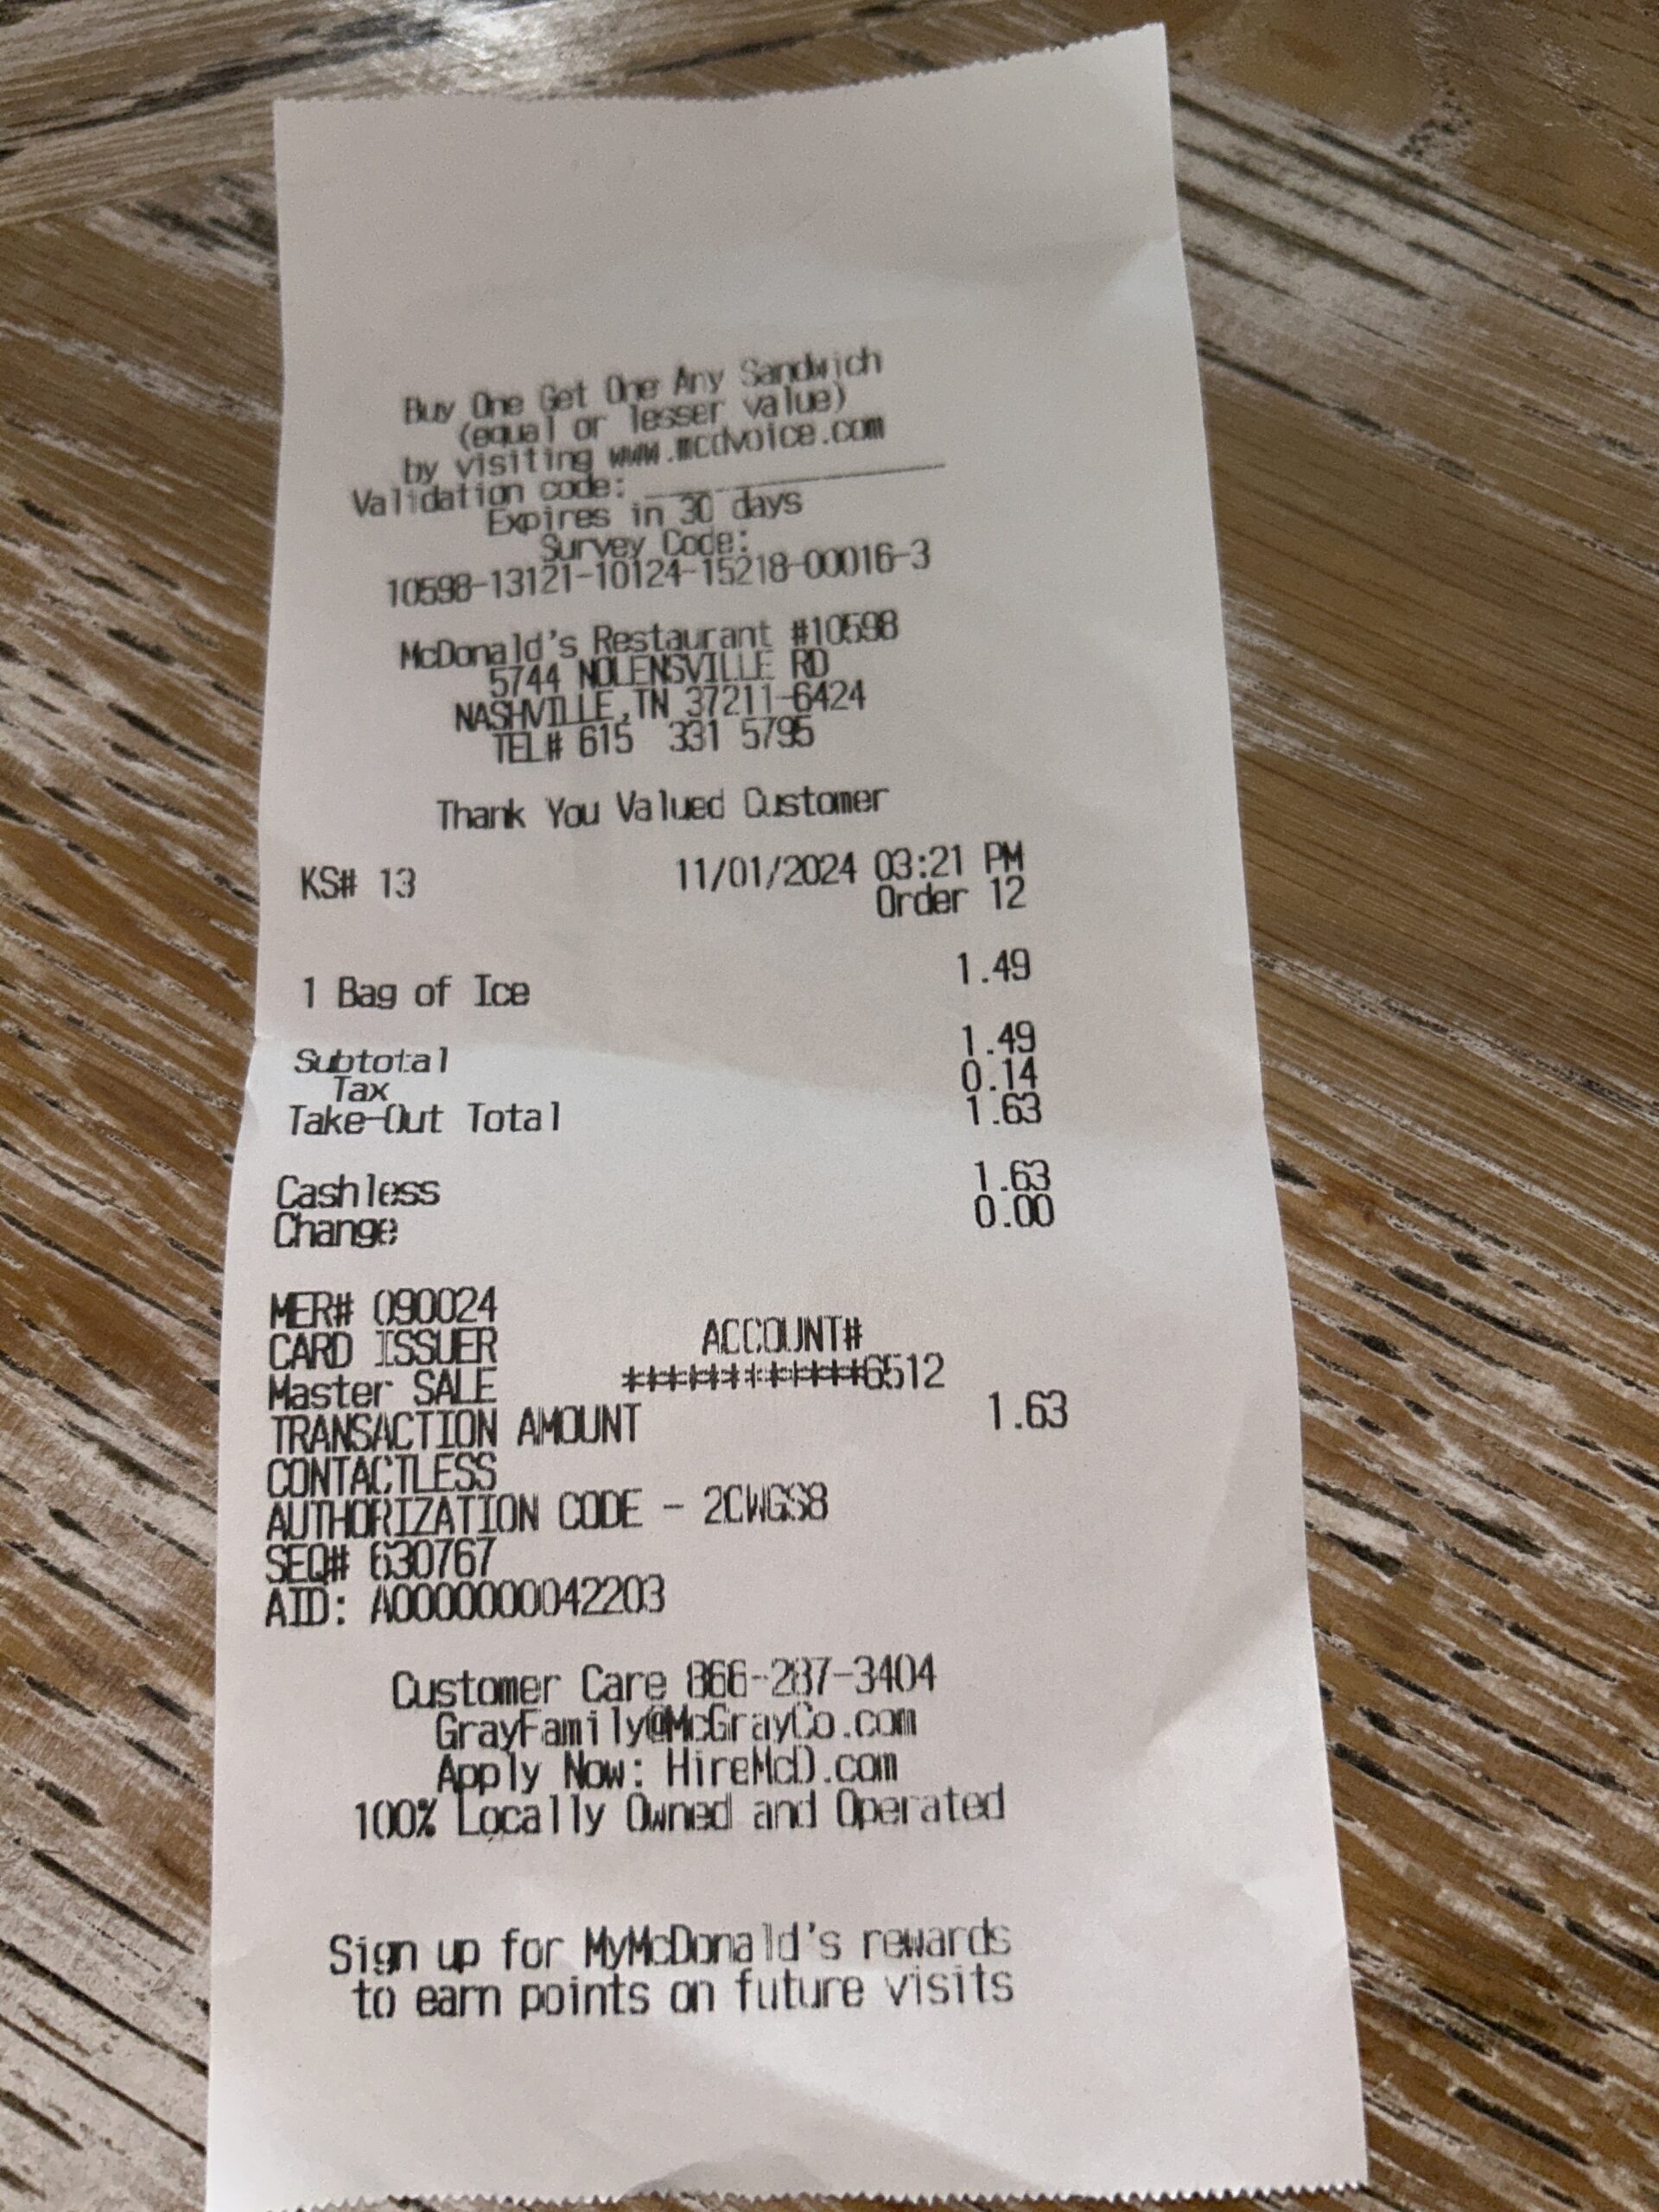 Buy One Get One Any Sandwich
(equal or lesser value)
by visiting www.mcdvoice.com
Validation code: ____________
Expires in 30 days
Survey Code:
10598-13121-10124-15218-00016-3
McDonald's Restaurant #10598
5744 NOLENSVILLE RD
NASHVILLE,TN 37211-6424
TEL# 615 331 5795
Thank You Valued Customer
KS# 13 11/01/2024 03:21 PM
Order 12
1 Bag of Ice 1.49
Subtotal 1.49
Tax 0.14
Take-Out Total 1.63
Cashless 1.63
Change 0.00
MER# 090024
CARD ISSUER ACCOUNT#
Master SALE ************6512
TRANSACTION AMOUNT 1.63
CONTACTLESS
AUTHORIZATION CODE - 2CWGS8
SEQ# 630767
AID: A0000000042203
Customer Care 866-287-3404
GrayFamily@McGrayCo.com
Apply Now: HireMcD.com
100% Locally Owned and Operated
Sign up for MyMcDonald's rewards
to earn points on future visits